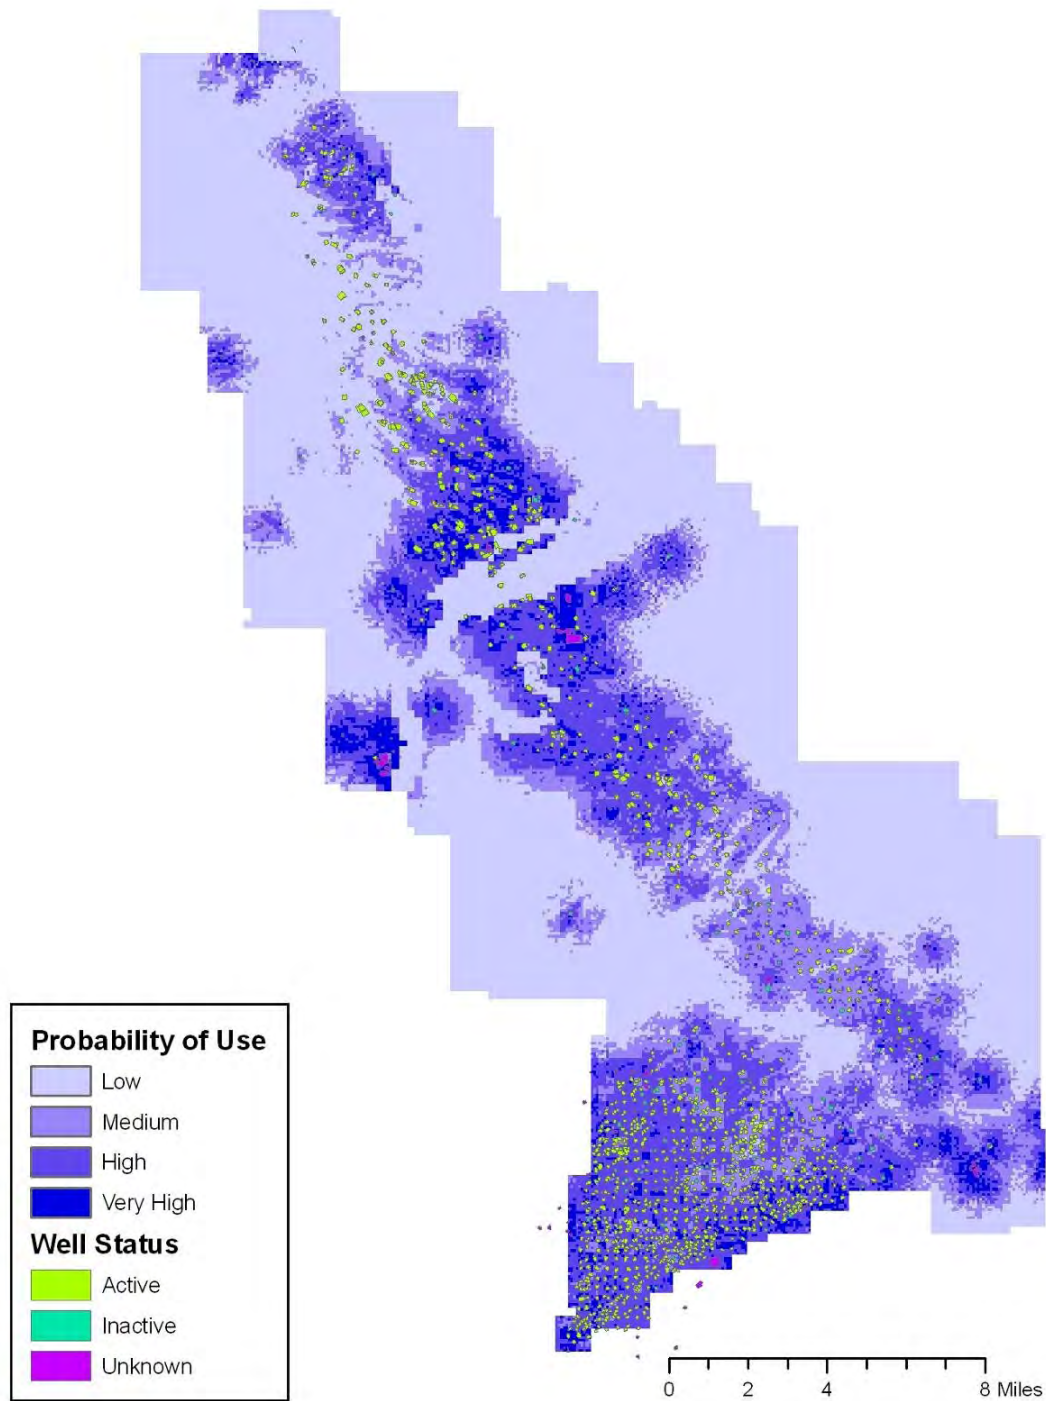 Probability of Use
Low
Medium
High
Very High
Well Status
Active
Inactive
Unknown
0 2 4 8 Miles